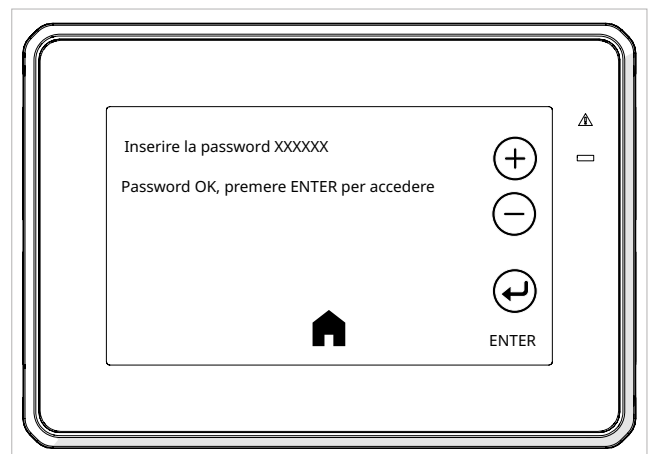 Inserire la password XXXXXX
Password OK, premere ENTER per accedere
ENTER